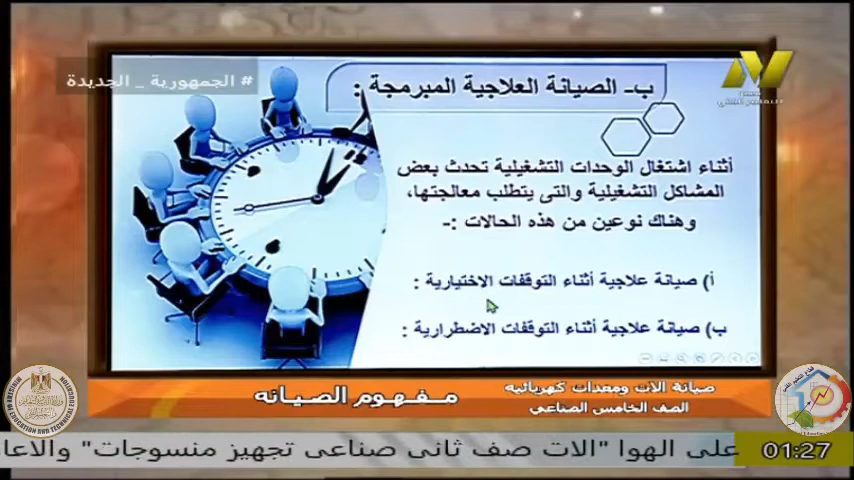 # الجمهورية _ الجديدة
ب- الصيانة العلاجية المبرمجة :
أثناء اشتغال الوحدات التشغيلية تحدث بعض
المشاكل التشغيلية والتى يتطلب معالجتها،
وهناك نوعين من هذه الحالات :-
أ) صيانة علاجية أثناء التوقفات الاختيارية :
ب) صيانة علاجية أثناء التوقفات الاضطرارية :
صيانة الات ومعدات كهربائيه
الصف الخامس الصناعي
مفهوم الصيانه
على الهوا "الات صف ثانى صناعى تجهيز منسوجات" والاعا
01:27